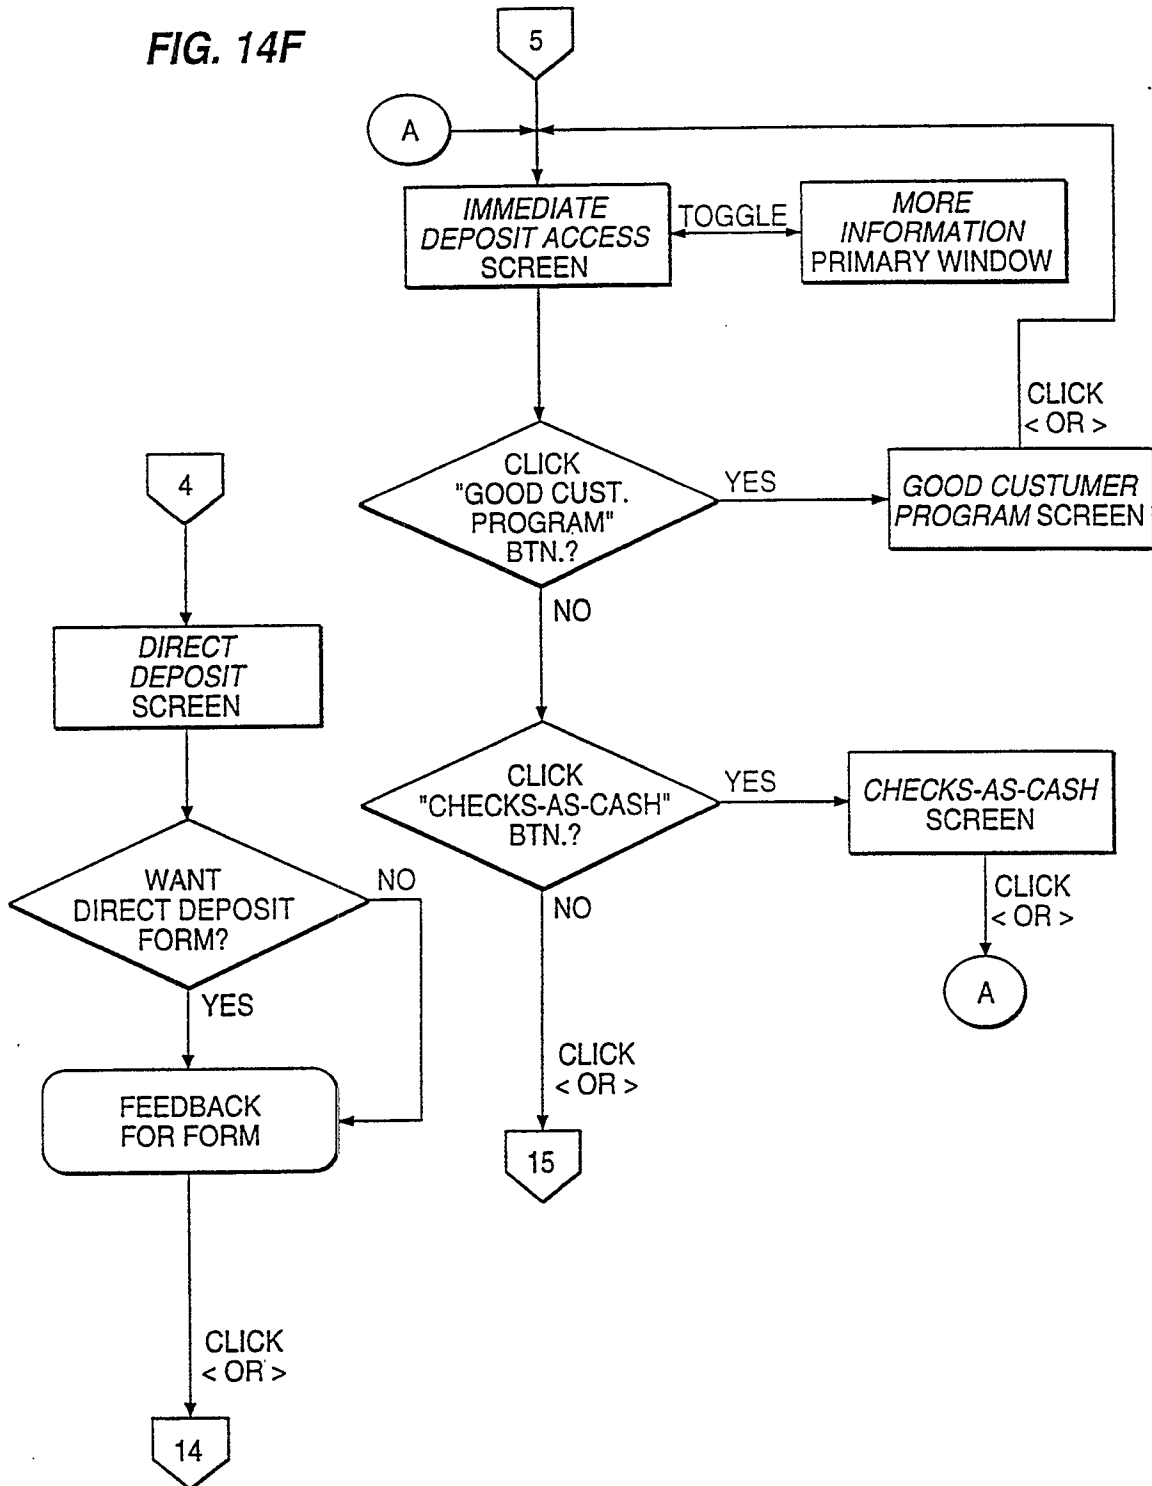 FIG. 14F
5
A
IMMEDIATE
DEPOSIT ACCESS
SCREEN
TOGGLE
MORE
INFORMATION
PRIMARY WINDOW
CLICK
< OR >
CLICK
"GOOD CUST.
PROGRAM"
BTN.?
YES
GOOD CUSTUMER
PROGRAM SCREEN
NO
4
DIRECT
DEPOSIT
SCREEN
CLICK
"CHECKS-AS-CASH"
BTN.?
YES
CHECKS-AS-CASH
SCREEN
NO
CLICK
< OR >
A
WANT
DIRECT DEPOSIT
FORM?
NO
YES
FEEDBACK
FOR FORM
CLICK
< OR >
15
CLICK
< OR >
14